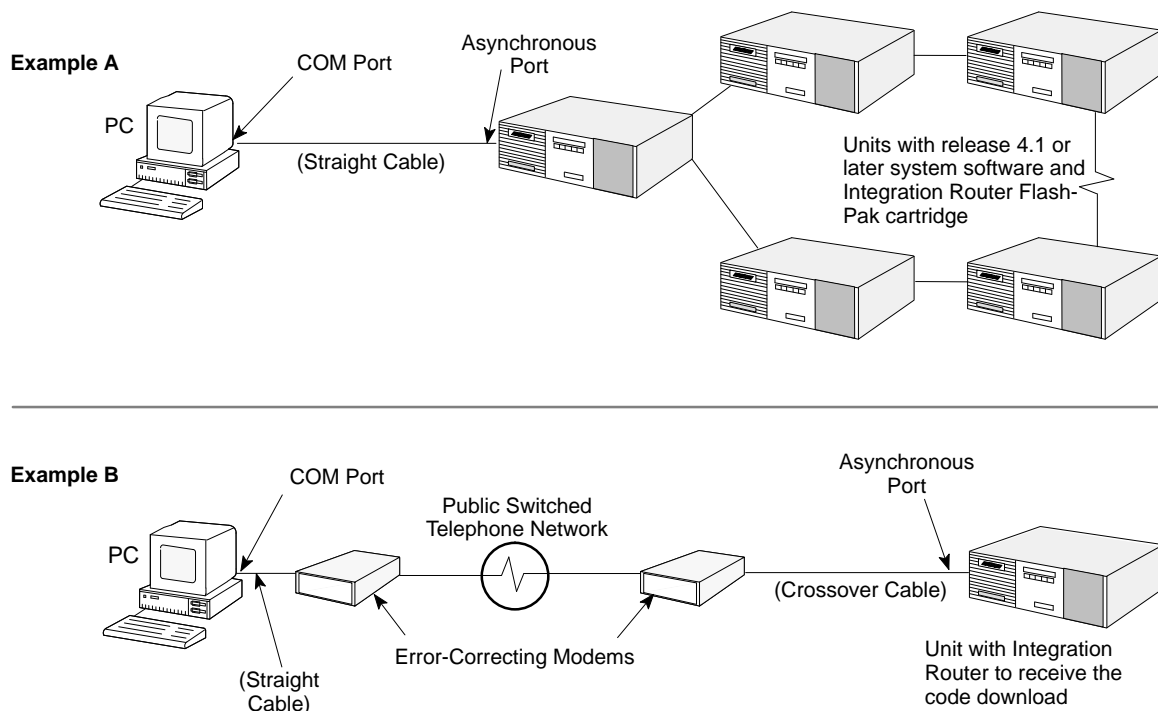 Example A
COM Port
Asynchronous
Port
PC
(Straight Cable)
Units with release 4.1 or
later system software and
Integration Router Flash-
Pak cartridge
Example B
COM Port
Public Switched
Telephone Network
Asynchronous
Port
PC
(Crossover Cable)
Error-Correcting Modems
(Straight
Cable)
Unit with Integration
Router to receive the
code download